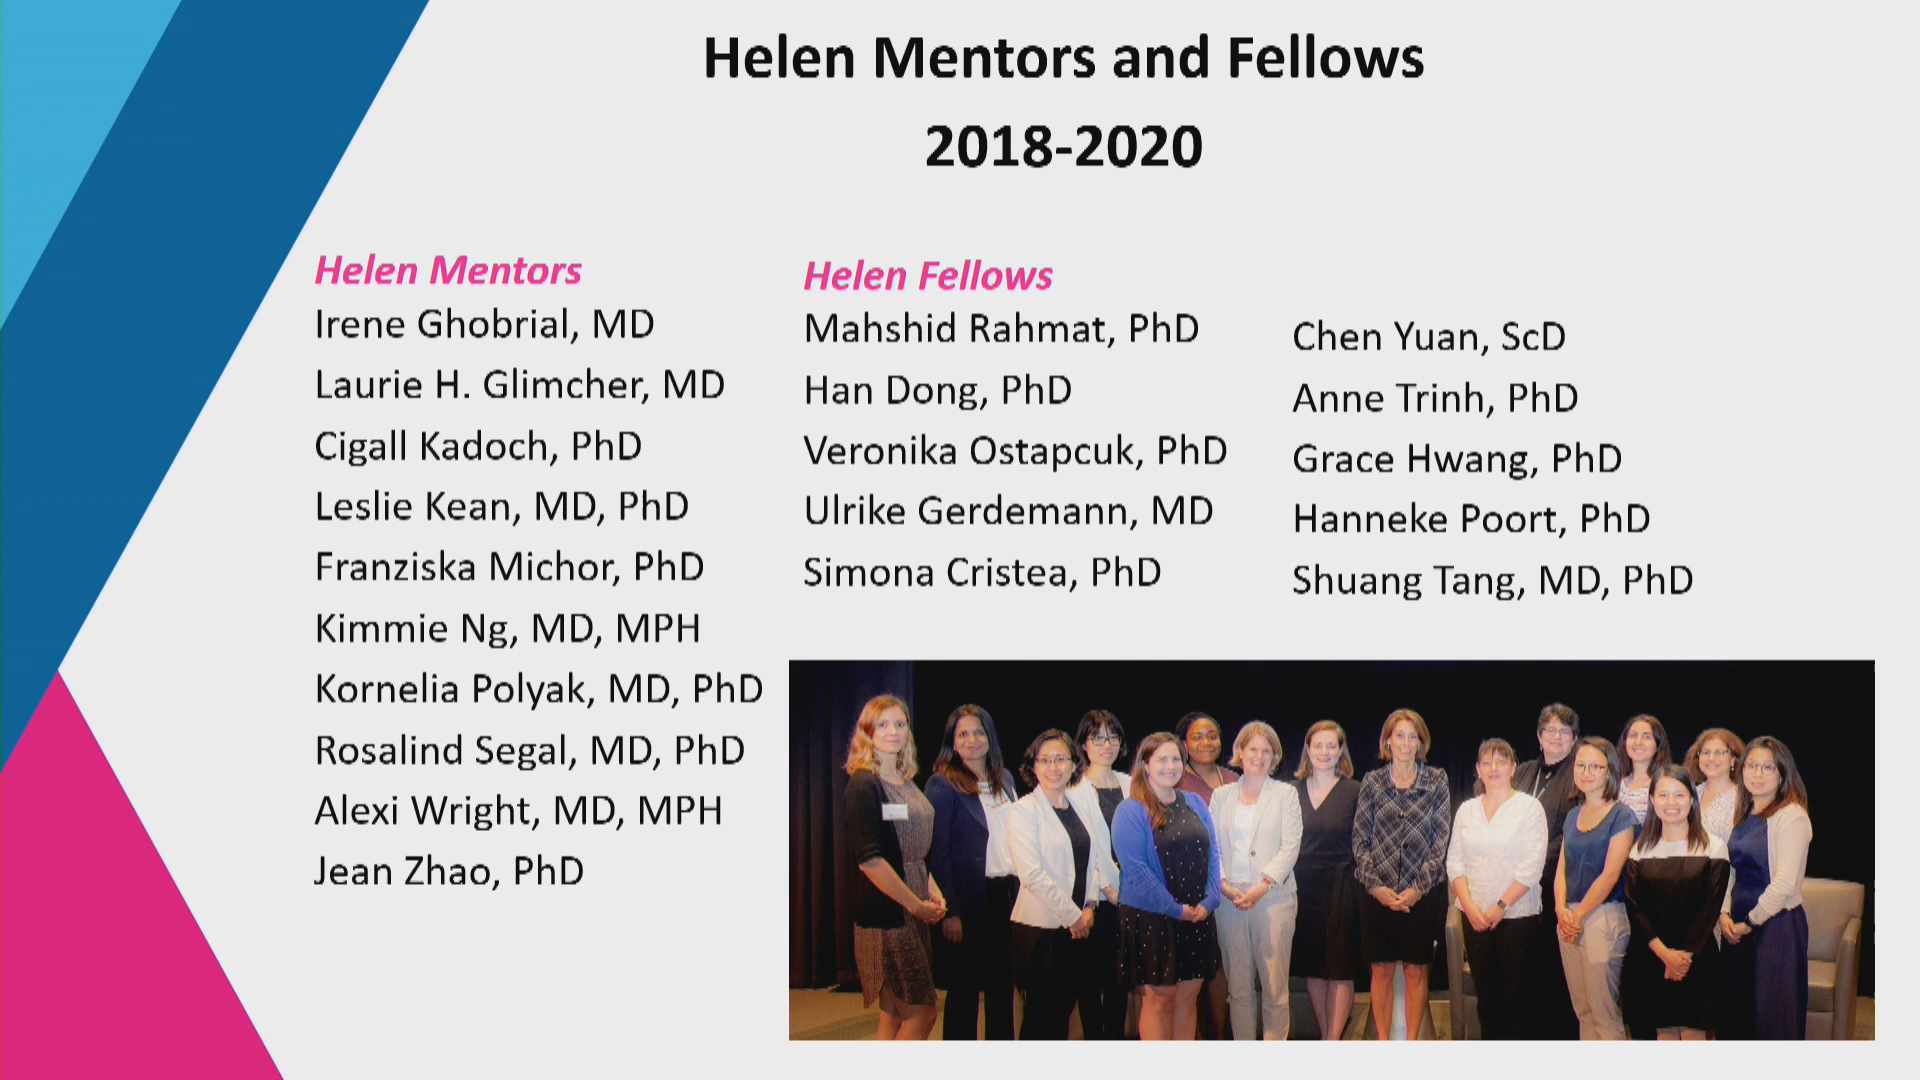 Helen Mentors and Fellows
2018-2020
Helen Mentors
Irene Ghobrial, MD
Laurie H. Glimcher, MD
Cigall Kadoch, PhD
Leslie Kean, MD, PhD
Franziska Michor, PhD
Kimmie Ng, MD, MPH
Kornelia Polyak, MD, PhD
Rosalind Segal, MD, PhD
Alexi Wright, MD, MPH
Jean Zhao, PhD
Helen Fellows
Mahshid Rahmat, PhD
Han Dong, PhD
Veronika Ostapcuk, PhD
Ulrike Gerdemann, MD
Simona Cristea, PhD
Chen Yuan, ScD
Anne Trinh, PhD
Grace Hwang, PhD
Hanneke Poort, PhD
Shuang Tang, MD, PhD